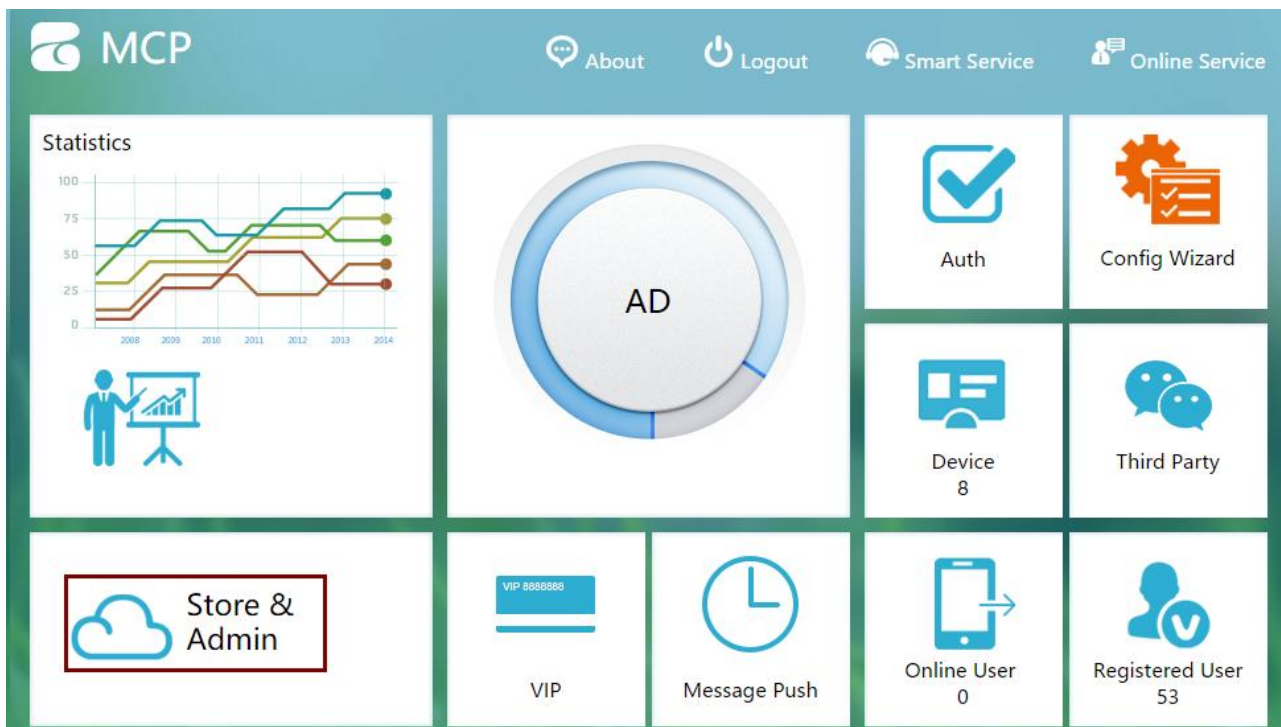 MCP
About
Logout
Smart Service
Online Service
Statistics
100
75
50
25
0
2008 2009 2010 2011 2012 2013 2014
AD
Auth
Config Wizard
Device
8
Third Party
Store &
Admin
VIP 8888888
VIP
Message Push
Online User
0
V
Registered User
53